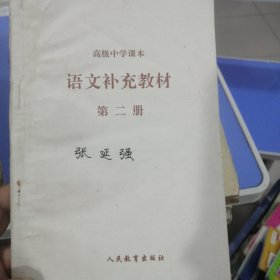 高级中学课本
语文补充教材
第二册
张延强
人民教育出版社